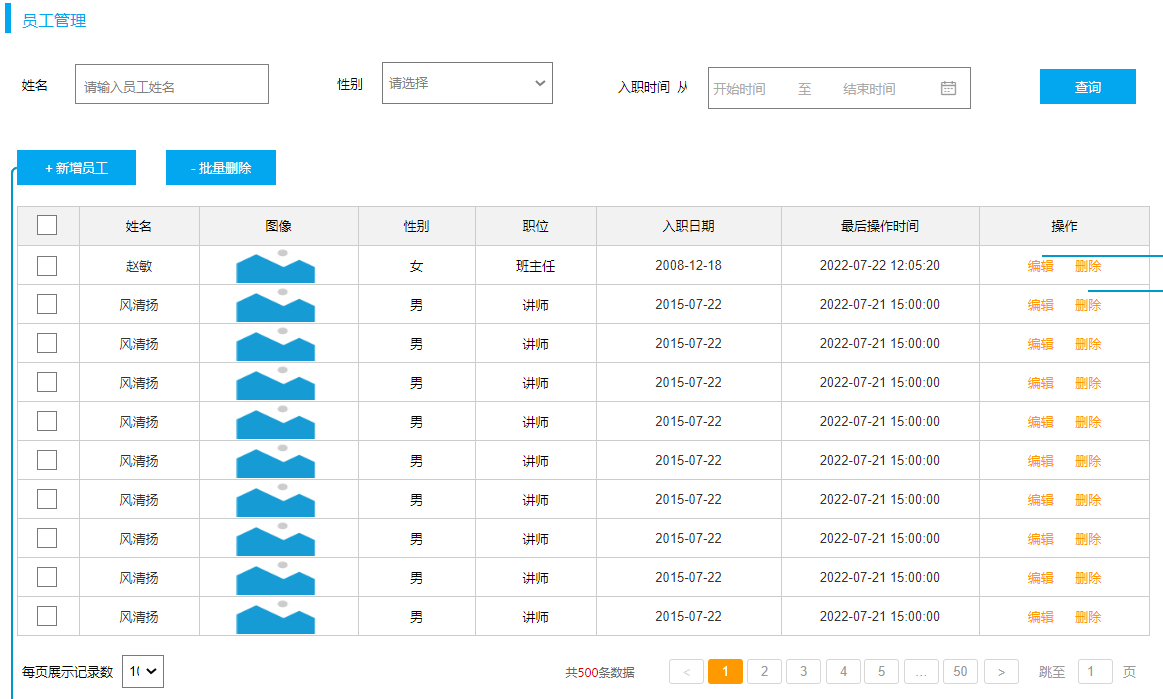 员工管理
姓名 请输入员工姓名 性别 请选择 入职时间 从 开始时间 至 结束时间 查询
+ 新增员工 - 批量删除
姓名 图像 性别 职位 入职日期 最后操作时间 操作
赵敏 女 班主任 2008-12-18 2022-07-22 12:05:20 编辑 删除
风清扬 男 讲师 2015-07-22 2022-07-21 15:00:00 编辑 删除
风清扬 男 讲师 2015-07-22 2022-07-21 15:00:00 编辑 删除
风清扬 男 讲师 2015-07-22 2022-07-21 15:00:00 编辑 删除
风清扬 男 讲师 2015-07-22 2022-07-21 15:00:00 编辑 删除
风清扬 男 讲师 2015-07-22 2022-07-21 15:00:00 编辑 删除
风清扬 男 讲师 2015-07-22 2022-07-21 15:00:00 编辑 删除
风清扬 男 讲师 2015-07-22 2022-07-21 15:00:00 编辑 删除
风清扬 男 讲师 2015-07-22 2022-07-21 15:00:00 编辑 删除
风清扬 男 讲师 2015-07-22 2022-07-21 15:00:00 编辑 删除
每页展示记录数 10 共500条数据 < 1 2 3 4 5 ... 50 > 跳至 1 页